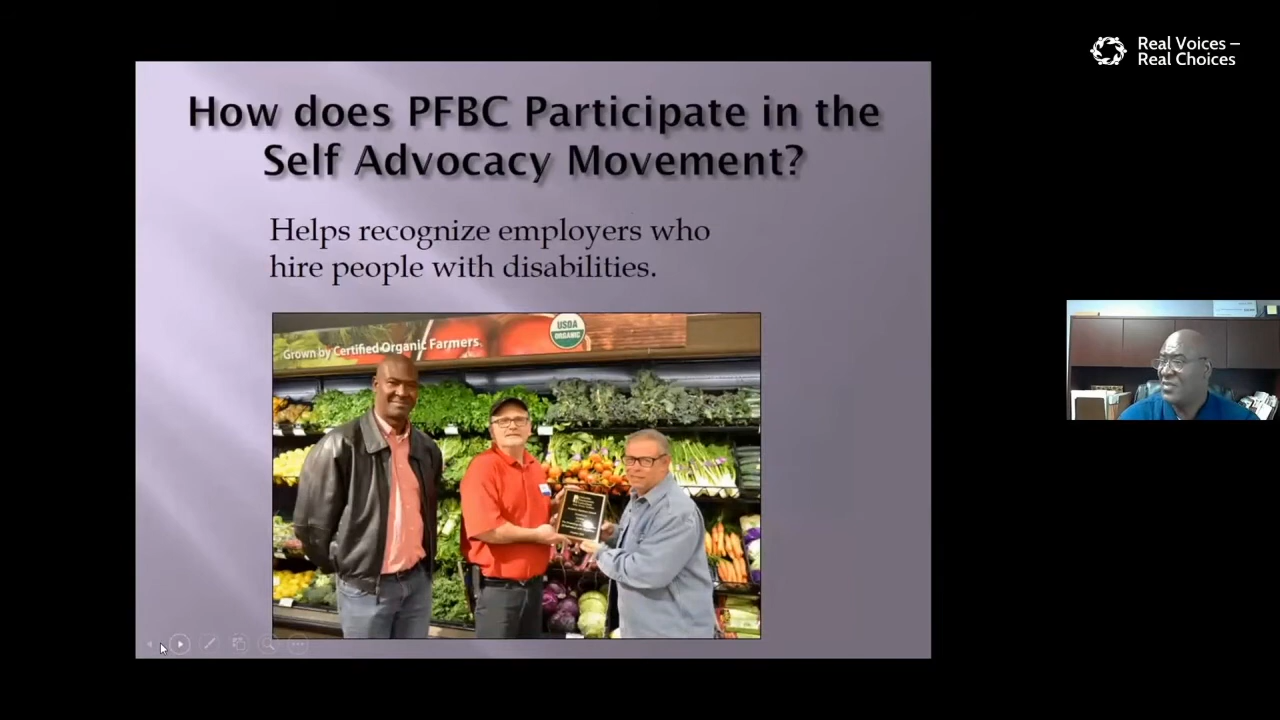 Real Voices –
Real Choices
How does PFBC Participate in the
Self Advocacy Movement?
Helps recognize employers who
hire people with disabilities.
Grown by Certified Organic Farmers
USDA
ORGANIC